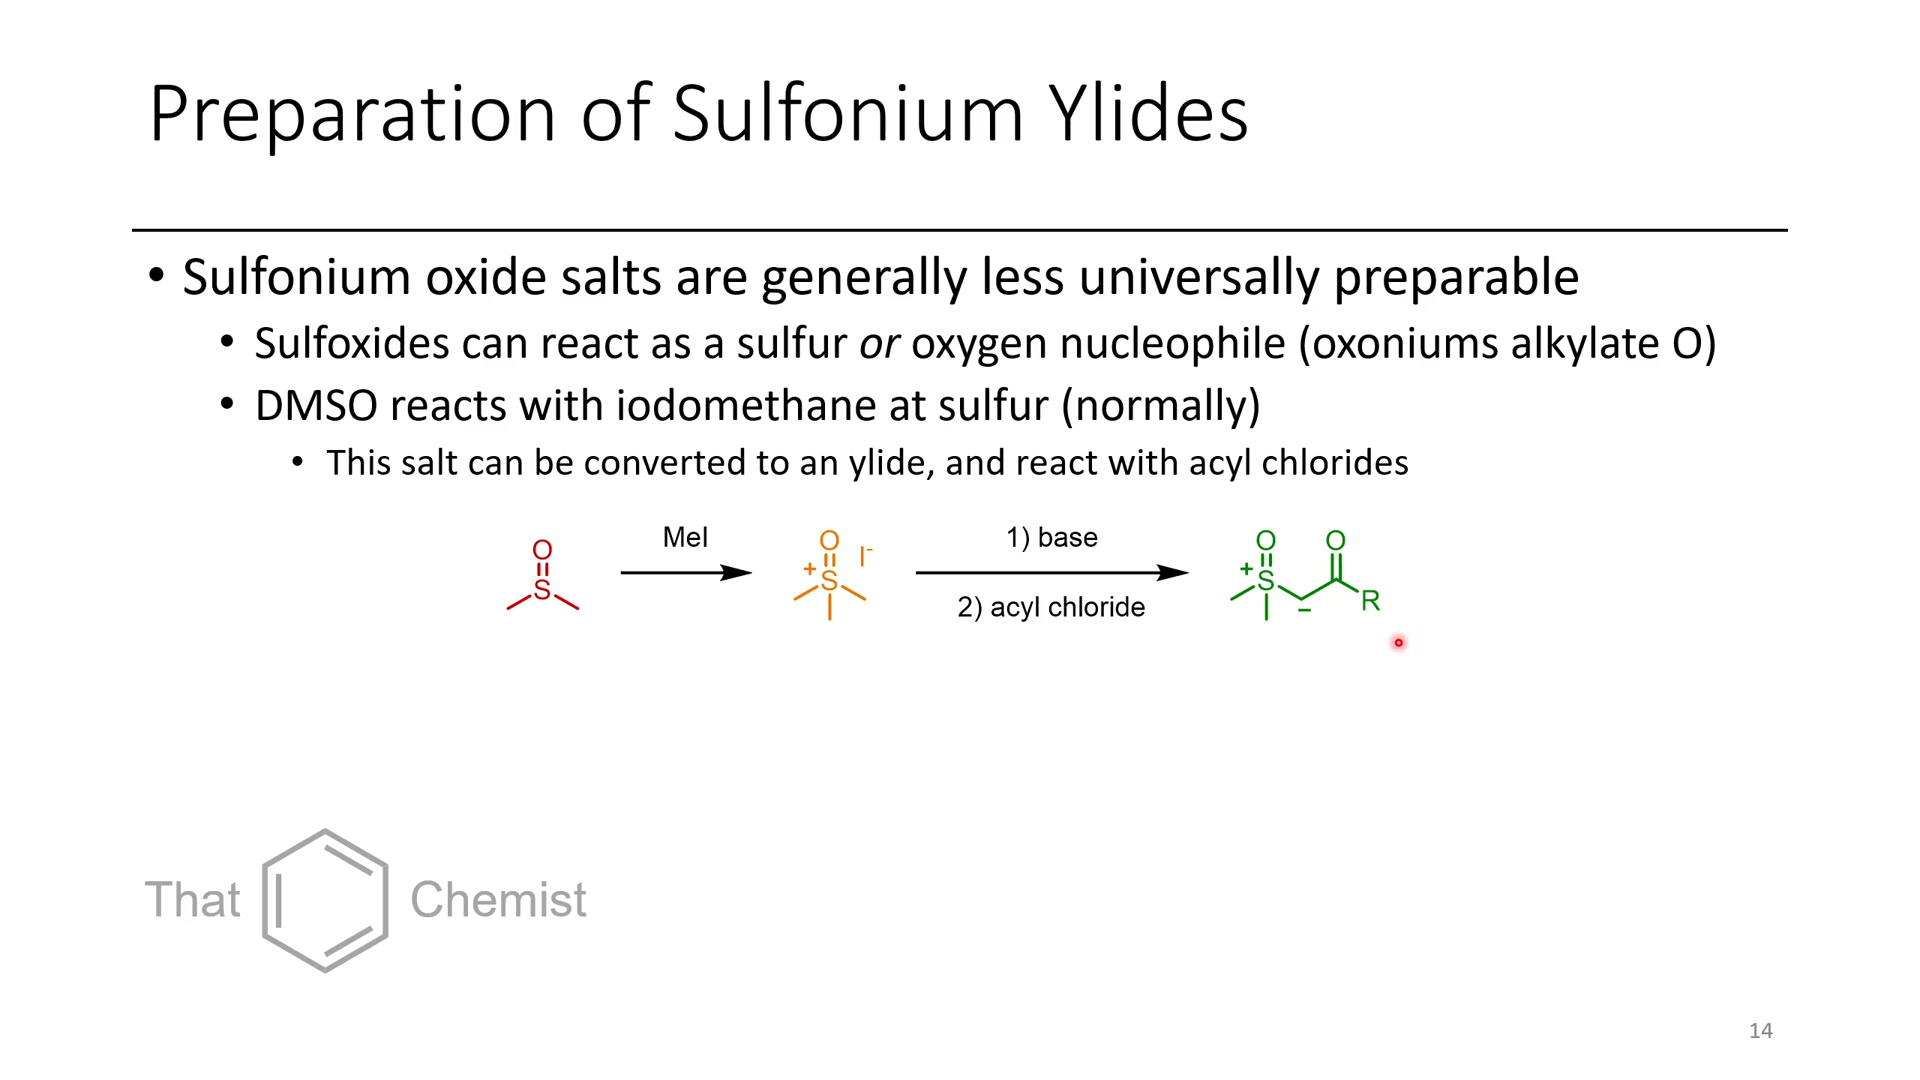 Preparation of Sulfonium Ylides
• Sulfonium oxide salts are generally less universally preparable
• Sulfoxides can react as a sulfur or oxygen nucleophile (oxoniums alkylate O)
• DMSO reacts with iodomethane at sulfur (normally)
• This salt can be converted to an ylide, and react with acyl chlorides
O
S
MeI
O
+
S
I-
1) base
2) acyl chloride
O
+
S
−
O
R
That Chemist
14